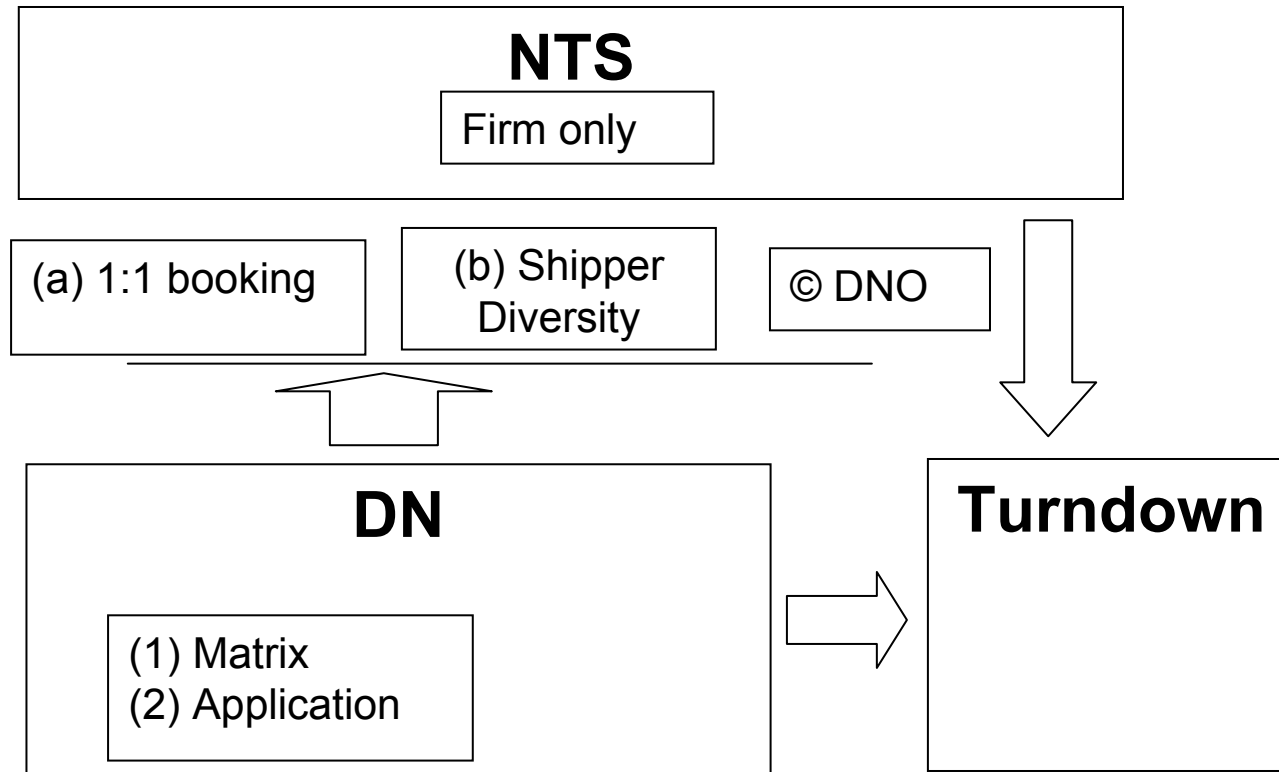 NTS
Firm only
(a) 1:1 booking
(b) Shipper
Diversity
© DNO
DN
(1) Matrix
(2) Application
Turndown